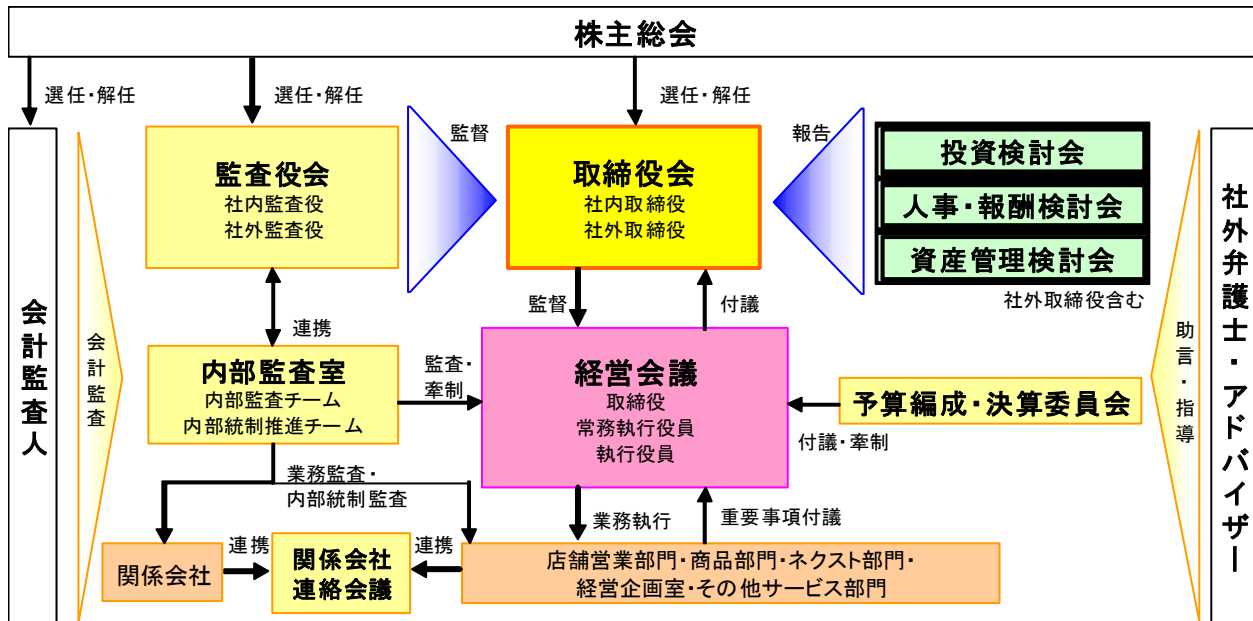 株主総会
選任・解任
選任・解任
選任・解任
会計監査人
会計監査
監査役会
社内監査役
社外監査役
監督
取締役会
社内取締役
社外取締役
報告
投資検討会
人事・報酬検討会
資産管理検討会
社外取締役含む
社外弁護士・アドバイザー
助言・指導
連携
監督
付議
内部監査室
内部監査チーム
内部統制推進チーム
監査・
牽制
経営会議
取締役
常務執行役員
執行役員
予算編成・決算委員会
付議・牽制
業務監査・
内部統制監査
業務執行
重要事項付議
関係会社
連携
関係会社
連絡会議
連携
店舗営業部門・商品部門・ネクスト部門・
経営企画室・その他サービス部門